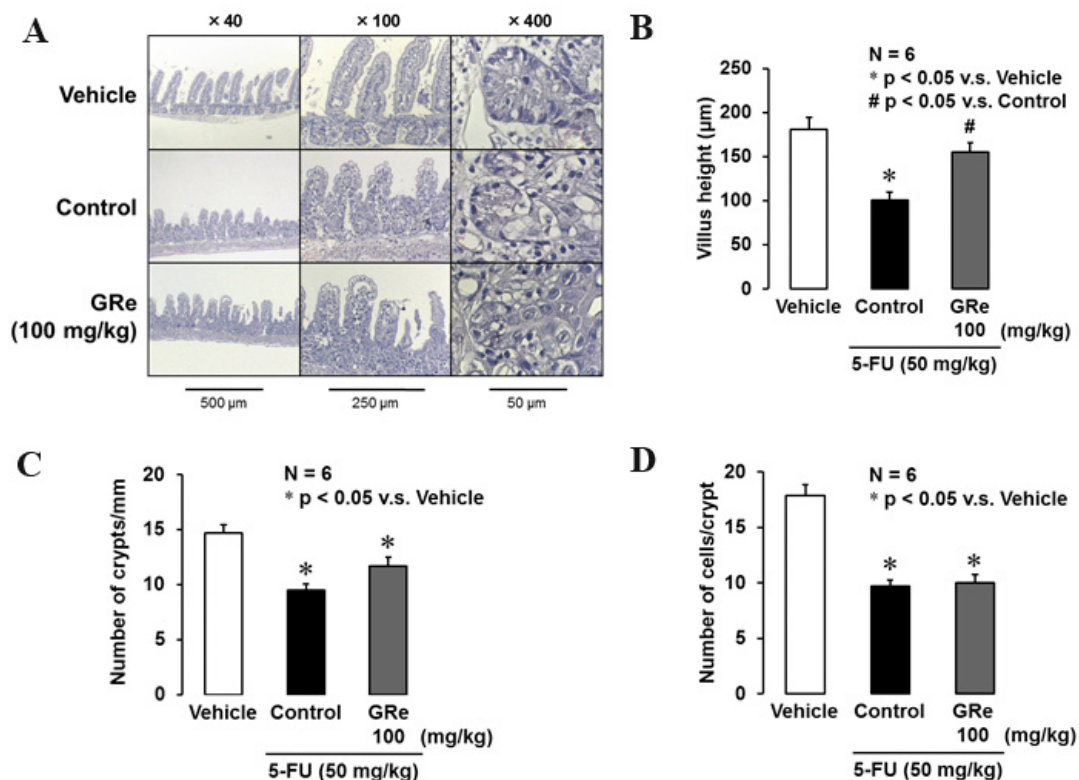 A
× 40 × 100 × 400
Vehicle
Control
GRe
(100 mg/kg)
500 μm 250 μm 50 μm
B
N = 6
* p < 0.05 v.s. Vehicle
# p < 0.05 v.s. Control
Villus height (μm)
250
200
150
100
50
0
*
#
Vehicle Control GRe
100 (mg/kg)
5-FU (50 mg/kg)
C
N = 6
* p < 0.05 v.s. Vehicle
Number of crypts/mm
20
15
10
5
0
*
*
Vehicle Control GRe
100 (mg/kg)
5-FU (50 mg/kg)
D
N = 6
* p < 0.05 v.s. Vehicle
Number of cells/crypt
20
15
10
5
0
* *
Vehicle Control GRe
100 (mg/kg)
5-FU (50 mg/kg)